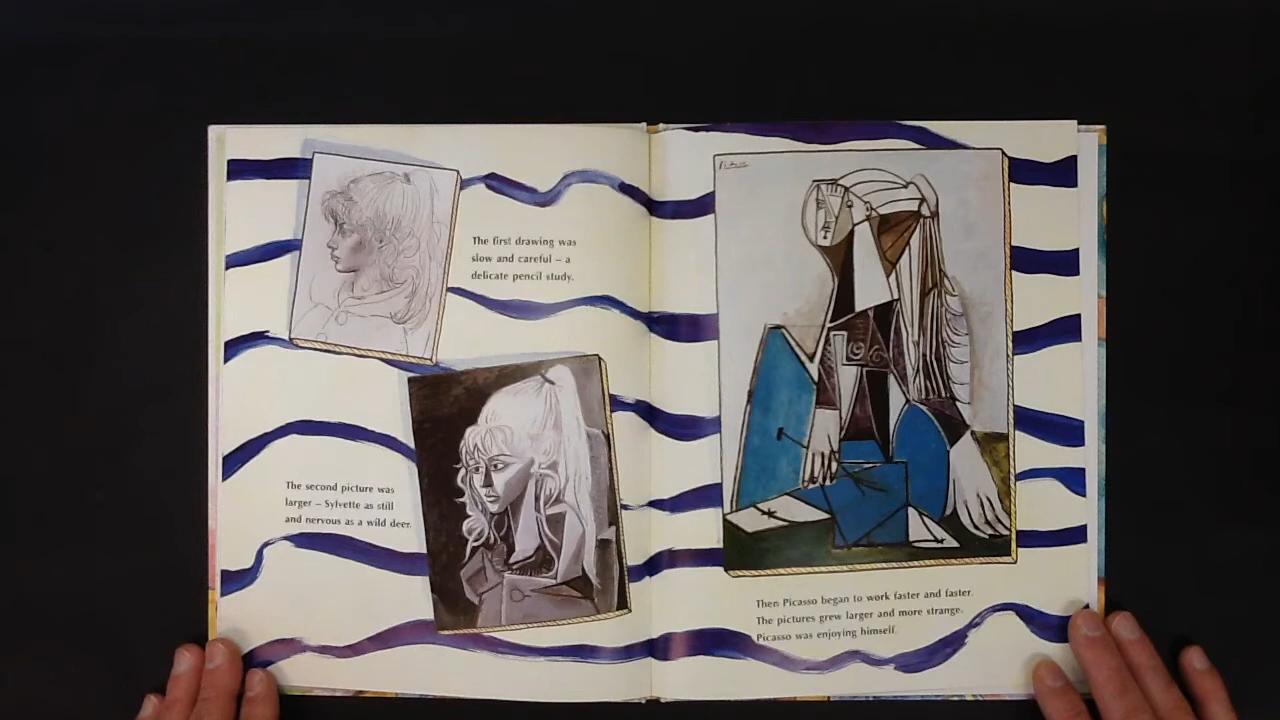 The first drawing was
slow and careful – a
delicate pencil study.
The second picture was
larger – Sylvette as still
and nervous as a wild deer.
Picasso
Then Picasso began to work faster and faster.
The pictures grew larger and more strange.
Picasso was enjoying himself.